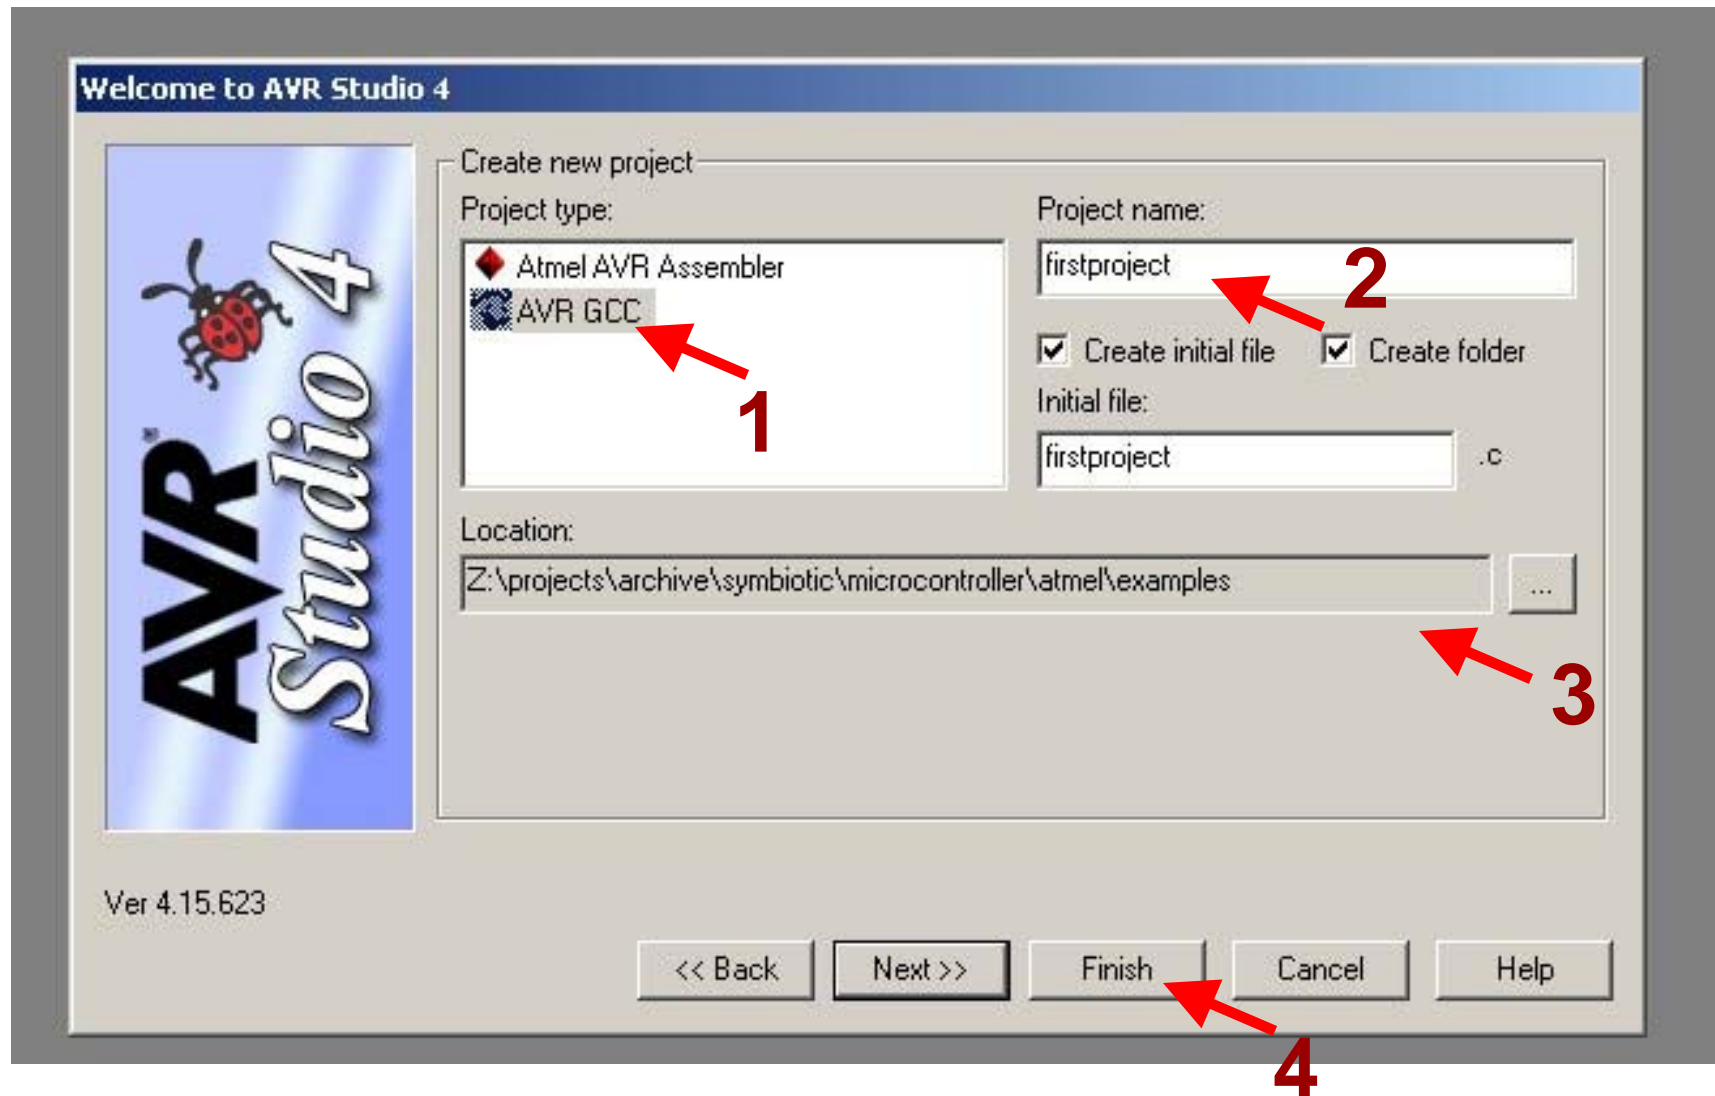 Welcome to AVR Studio 4
AVR®
Studio 4
Create new project
Project type:
Atmel AVR Assembler
AVR GCC
1
Project name:
firstproject
2
Create initial file
Create folder
Initial file:
firstproject
.c
Location:
Z:\projects\archive\symbiotic\microcontroller\atmel\examples
...
3
Ver 4.15.623
<< Back
Next >>
Finish
Cancel
Help
4